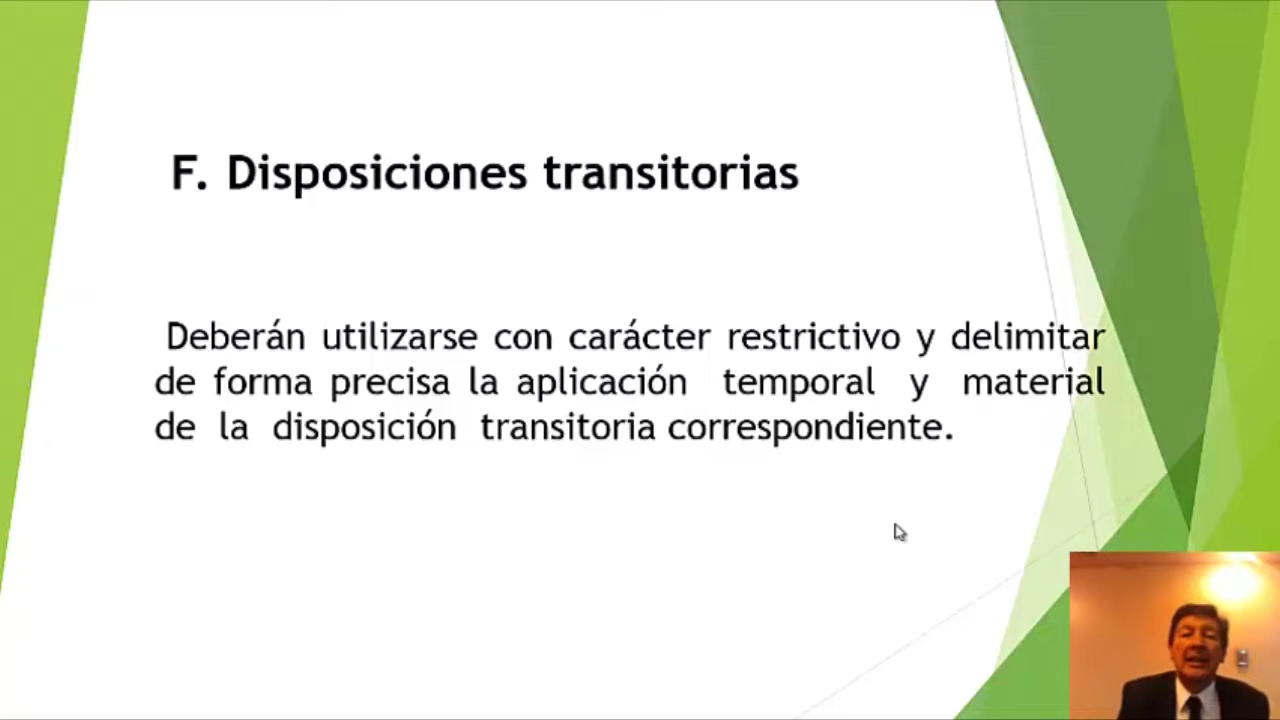 F. Disposiciones transitorias
Deberán utilizarse con carácter restrictivo y delimitar
de forma precisa la aplicación temporal y material
de la disposición transitoria correspondiente.